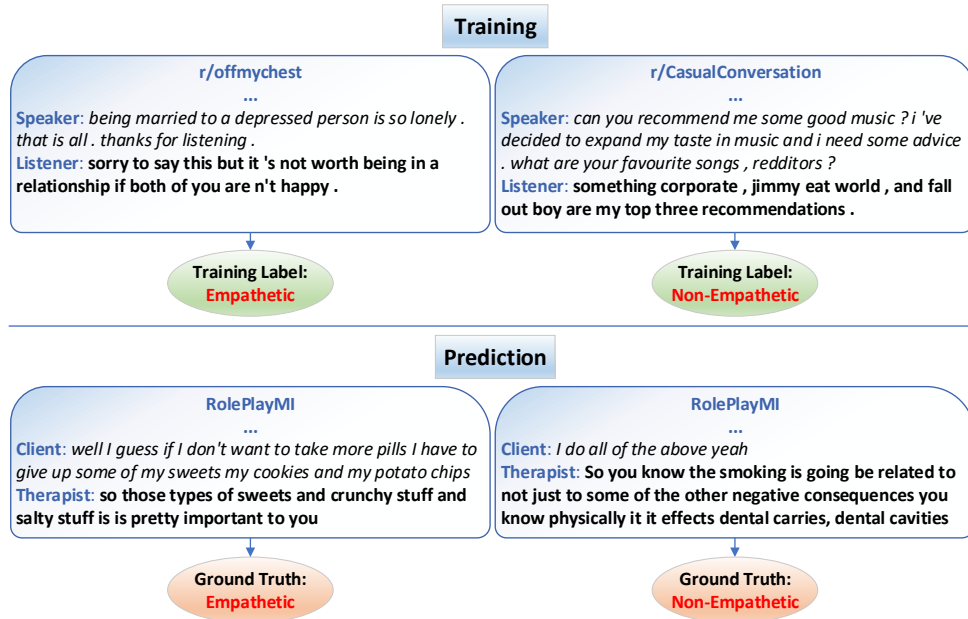 Training
r/offmychest
...
Speaker: being married to a depressed person is so lonely .
that is all . thanks for listening .
Listener: sorry to say this but it 's not worth being in a
relationship if both of you are n't happy .
Training Label:
Empathetic
r/CasualConversation
...
Speaker: can you recommend me some good music ? i 've
decided to expand my taste in music and i need some advice
. what are your favourite songs , redditors ?
Listener: something corporate , jimmy eat world , and fall
out boy are my top three recommendations .
Training Label:
Non-Empathetic
Prediction
RolePlayMI
...
Client: well I guess if I don't want to take more pills I have to
give up some of my sweets my cookies and my potato chips
Therapist: so those types of sweets and crunchy stuff and
salty stuff is is pretty important to you
Ground Truth:
Empathetic
RolePlayMI
...
Client: I do all of the above yeah
Therapist: So you know the smoking is going be related to
not just to some of the other negative consequences you
know physically it it effects dental carries, dental cavities
Ground Truth:
Non-Empathetic